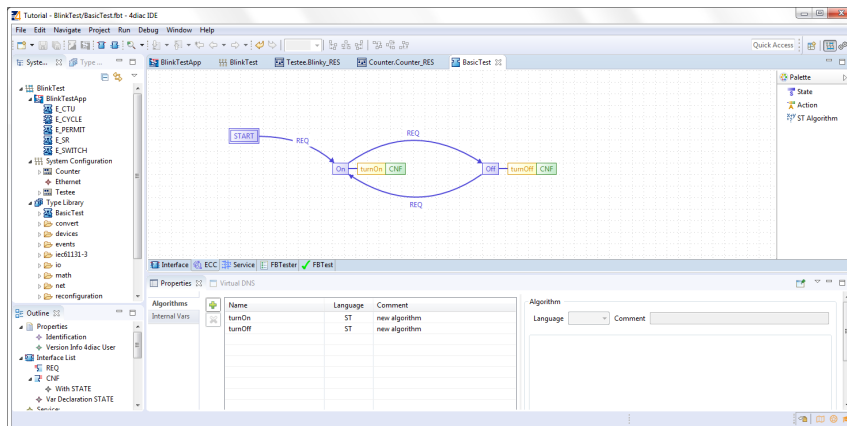 Tutorial - BlinkTest/BasicTest.fbt - 4diac IDE
File Edit Navigate Project Run Debug Window Help
Quick Access
Syste...
Type ...
BlinkTestApp
BlinkTest
Testee.Blinky_RES
Counter.Counter_RES
BasicTest
BlinkTest
BlinkTestApp
E_CTU
E_CYCLE
E_PERMIT
E_SR
E_SWITCH
System Configuration
Counter
Ethernet
Testee
Type Library
BasicTest
convert
devices
events
iec61131-3
io
math
net
reconfiguration
START
REQ
REQ
On
turnOn
CNF
Off
turnOff
CNF
REQ
Palette
State
Action
ST Algorithm
Interface
ECC
Service
FBTester
FBTest
Outline
Properties
Identification
Version Info 4diac User
Interface List
REQ
CNF
With STATE
Var Declaration STATE
Service
Properties
Virtual DNS
Algorithms
Internal Vars
Name Language Comment
turnOn ST new algorithm
turnOff ST new algorithm
Algorithm
Language
Comment